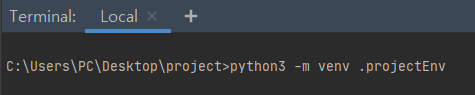 Terminal: Local × +
C:\Users\PC\Desktop\project>python3 -m venv .projectEnv